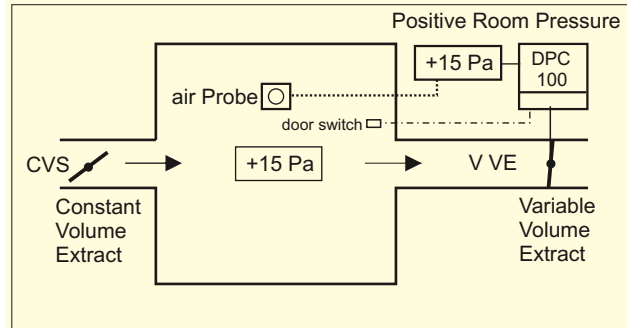 Positive Room Pressure
+15 Pa
DPC
100
air Probe
door switch
CVS
+15 Pa
V VE
Constant
Volume
Extract
Variable
Volume
Extract